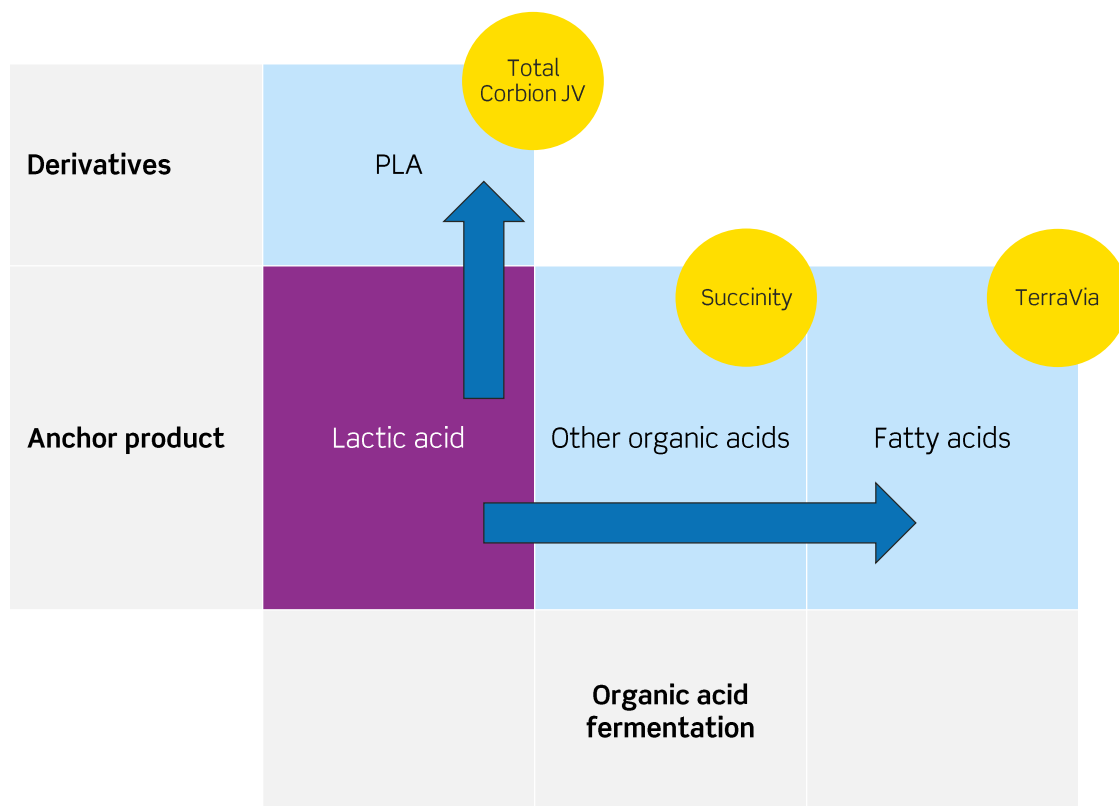 Total
Corbion JV
Derivatives
PLA
Succinity
TerraVia
Anchor product
Lactic acid
Other organic acids
Fatty acids
Organic acid
fermentation